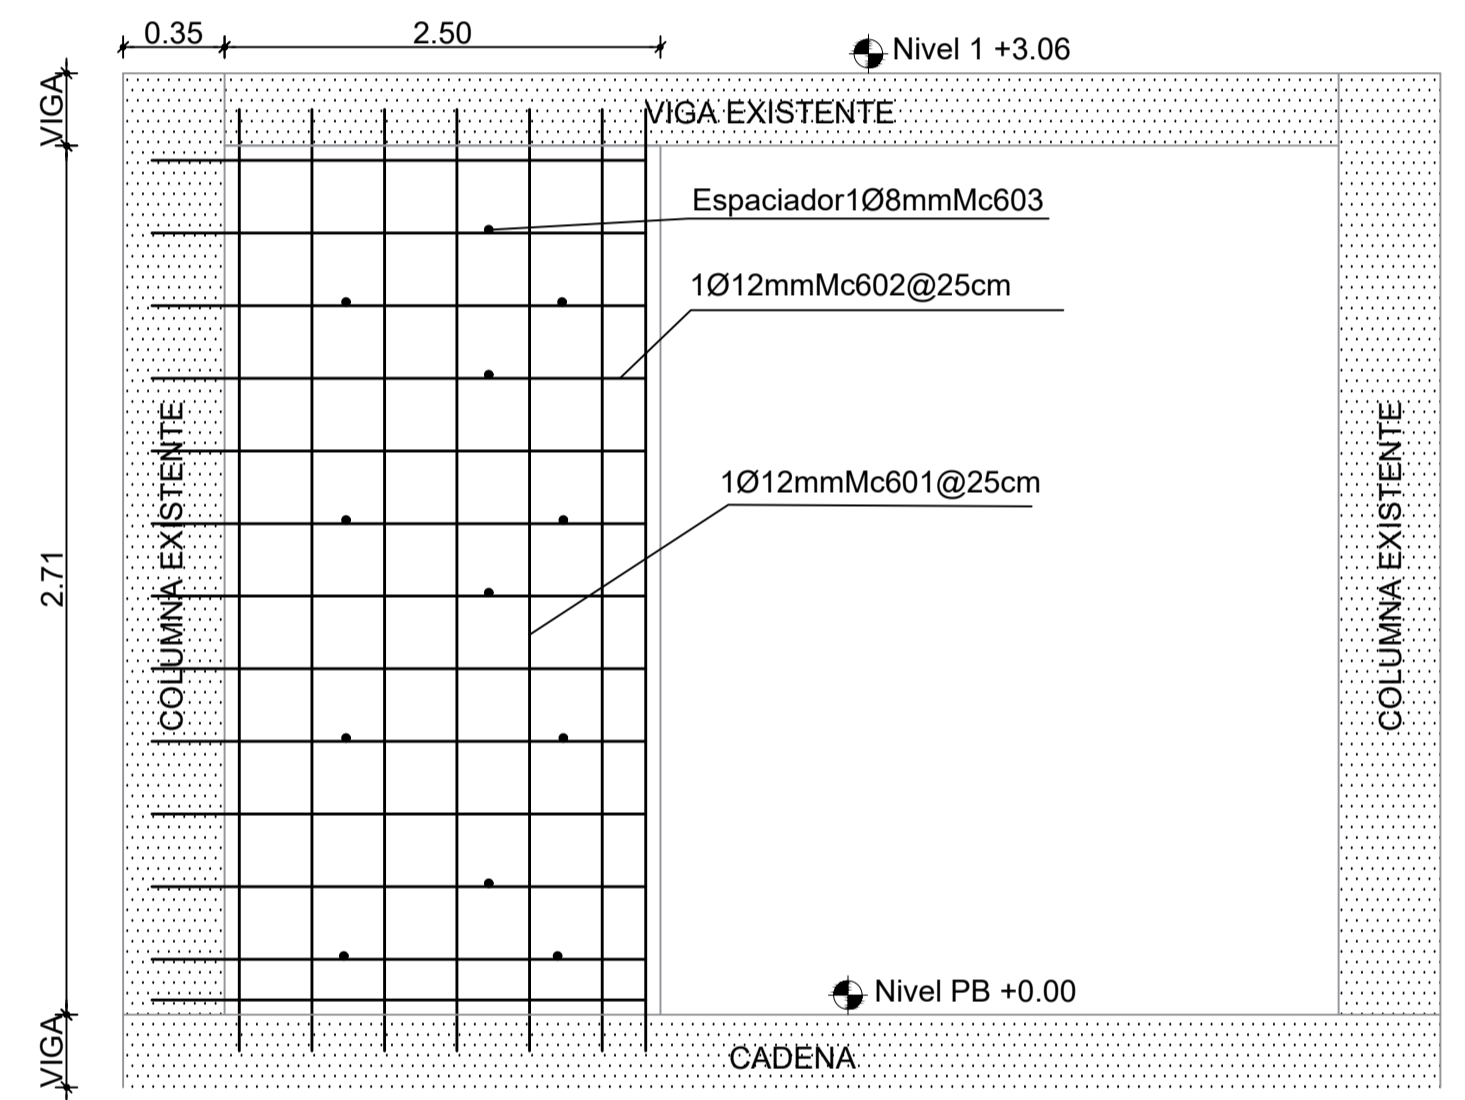 0.35
2.50
Nivel 1 +3.06
VIGA
VIGA EXISTENTE
Espaciador1Ø8mmMc603
1Ø12mmMc602@25cm
COLUMNA EXISTENTE
COLUMNA EXISTENTE
1Ø12mmMc601@25cm
2.71
Nivel PB +0.00
VIGA
CADENA